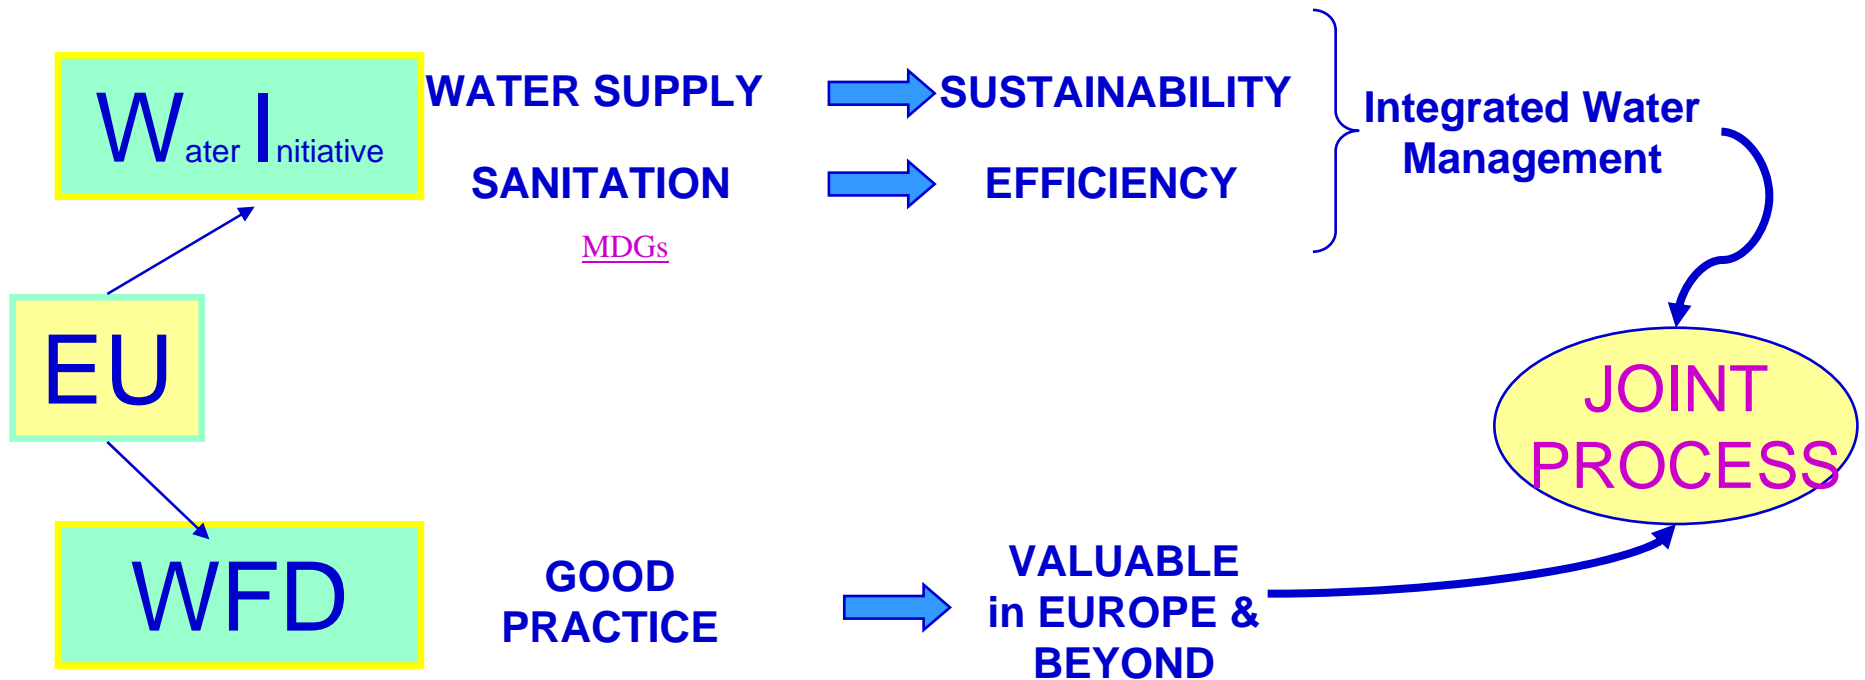 Water Initiative
WATER SUPPLY
SUSTAINABILITY
SANITATION
EFFICIENCY
MDGs
Integrated Water
Management
EU
JOINT
PROCESS
WFD
GOOD
PRACTICE
VALUABLE
in EUROPE &
BEYOND